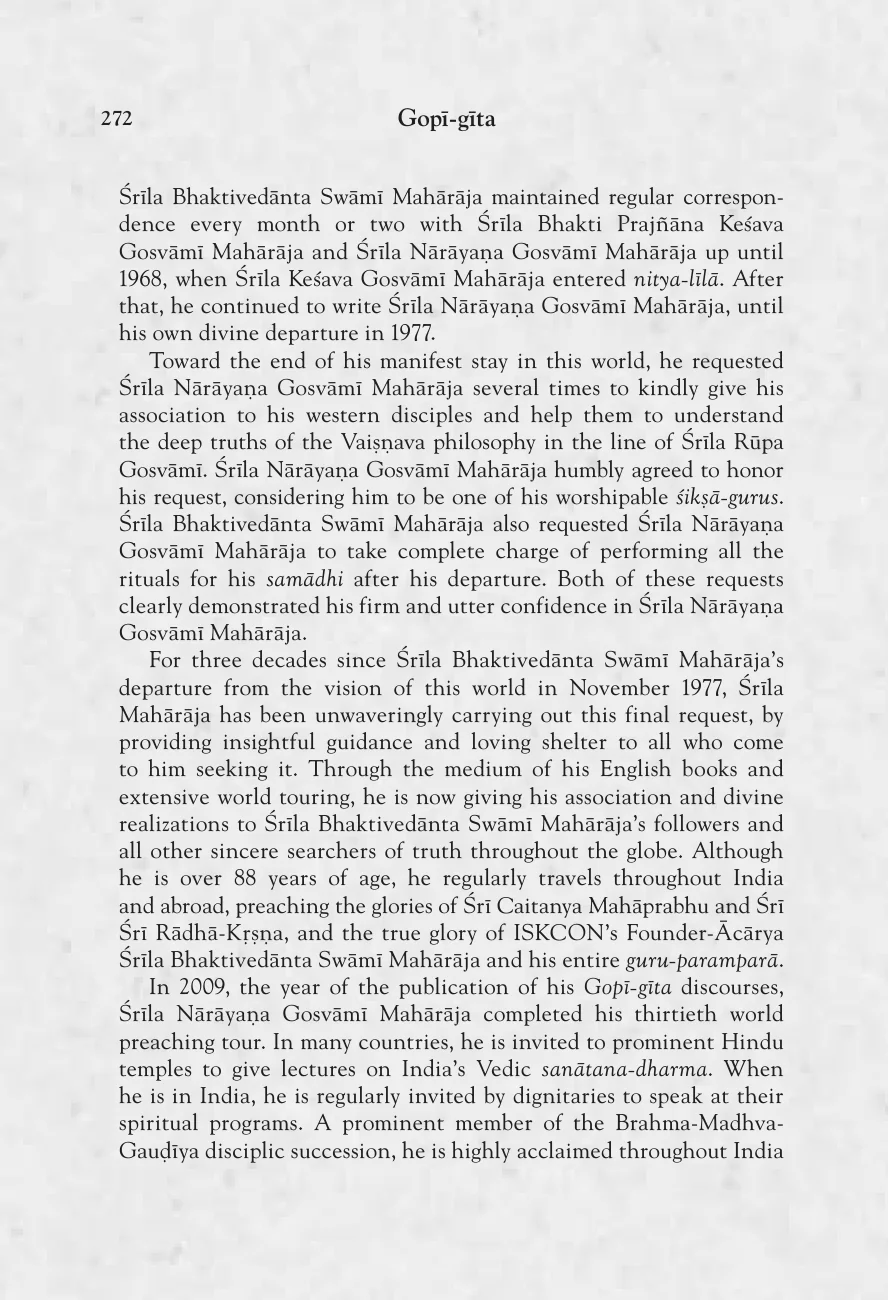 272
Gopī-gīta
Śrīla Bhaktivedānta Swāmī Mahārāja maintained regular correspon-
dence every month or two with Śrīla Bhakti Prajñāna Keśava
Gosvāmī Mahārāja and Śrīla Nārāyaṇa Gosvāmī Mahārāja up until
1968, when Śrīla Keśava Gosvāmī Mahārāja entered nitya-līlā. After
that, he continued to write Śrīla Nārāyaṇa Gosvāmī Mahārāja, until
his own divine departure in 1977.
Toward the end of his manifest stay in this world, he requested
Śrīla Nārāyaṇa Gosvāmī Mahārāja several times to kindly give his
association to his western disciples and help them to understand
the deep truths of the Vaiṣṇava philosophy in the line of Śrīla Rūpa
Gosvāmī. Śrīla Nārāyaṇa Gosvāmī Mahārāja humbly agreed to honor
his request, considering him to be one of his worshipable śikṣā-gurus.
Śrīla Bhaktivedānta Swāmī Mahārāja also requested Śrīla Nārāyaṇa
Gosvāmī Mahārāja to take complete charge of performing all the
rituals for his samādhi after his departure. Both of these requests
clearly demonstrated his firm and utter confidence in Śrīla Nārāyaṇa
Gosvāmī Mahārāja.
For three decades since Śrīla Bhaktivedānta Swāmī Mahārāja’s
departure from the vision of this world in November 1977, Śrīla
Mahārāja has been unwaveringly carrying out this final request, by
providing insightful guidance and loving shelter to all who come
to him seeking it. Through the medium of his English books and
extensive world touring, he is now giving his association and divine
realizations to Śrīla Bhaktivedānta Swāmī Mahārāja’s followers and
all other sincere searchers of truth throughout the globe. Although
he is over 88 years of age, he regularly travels throughout India
and abroad, preaching the glories of Śrī Caitanya Mahāprabhu and Śrī
Śrī Rādhā-Kṛṣṇa, and the true glory of ISKCON’s Founder-Ācārya
Śrīla Bhaktivedānta Swāmī Mahārāja and his entire guru-paramparā.
In 2009, the year of the publication of his Gopī-gīta discourses,
Śrīla Nārāyaṇa Gosvāmī Mahārāja completed his thirtieth world
preaching tour. In many countries, he is invited to prominent Hindu
temples to give lectures on India’s Vedic sanātana-dharma. When
he is in India, he is regularly invited by dignitaries to speak at their
spiritual programs. A prominent member of the Brahma-Madhva-
Gauḍīya disciplic succession, he is highly acclaimed throughout India